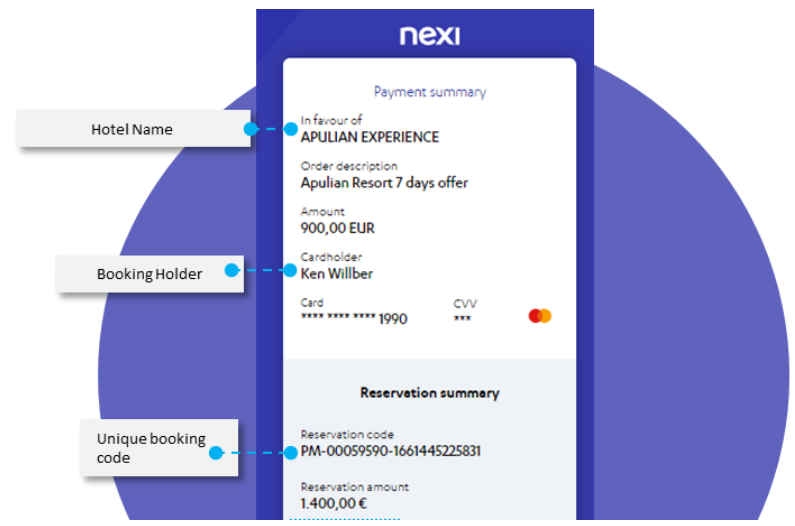 nexi
Payment summary
Hotel Name
In favour of
APULIAN EXPERIENCE
Order description
Apulian Resort 7 days offer
Amount
900,00 EUR
Booking Holder
Cardholder
Ken Willber
Card
CVV
**** **** **** 1990
***
Reservation summary
Unique booking
code
Reservation code
PM-00059590-1661445225831
Reservation amount
1.400,00 €